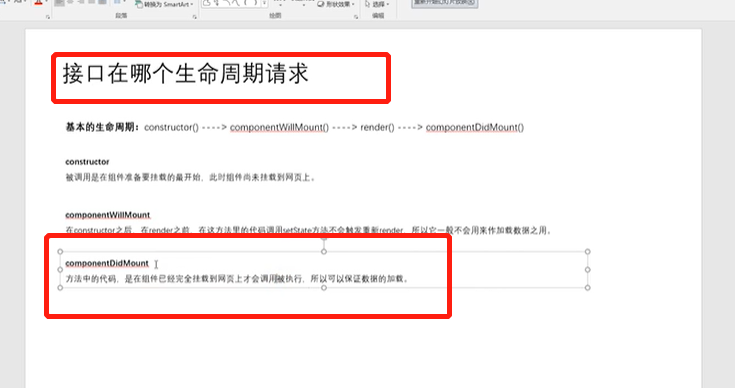 转换为 SmartArt
形状效果
选择
段落
绘图
编辑
接口在哪个生命周期请求
基本的生命周期：constructor() ----> componentWillMount() ----> render() ----> componentDidMount()
constructor
被调用是在组件准备要挂载的最开始，此时组件尚未挂载到网页上。
componentWillMount
在constructor之后，在render之前，在这方法里的代码调用setState方法不会触发重新render，所以它一般不会用来作加载数据之用。
componentDidMount
方法中的代码，是在组件已经完全挂载到网页上才会调用被执行，所以可以保证数据的加载。